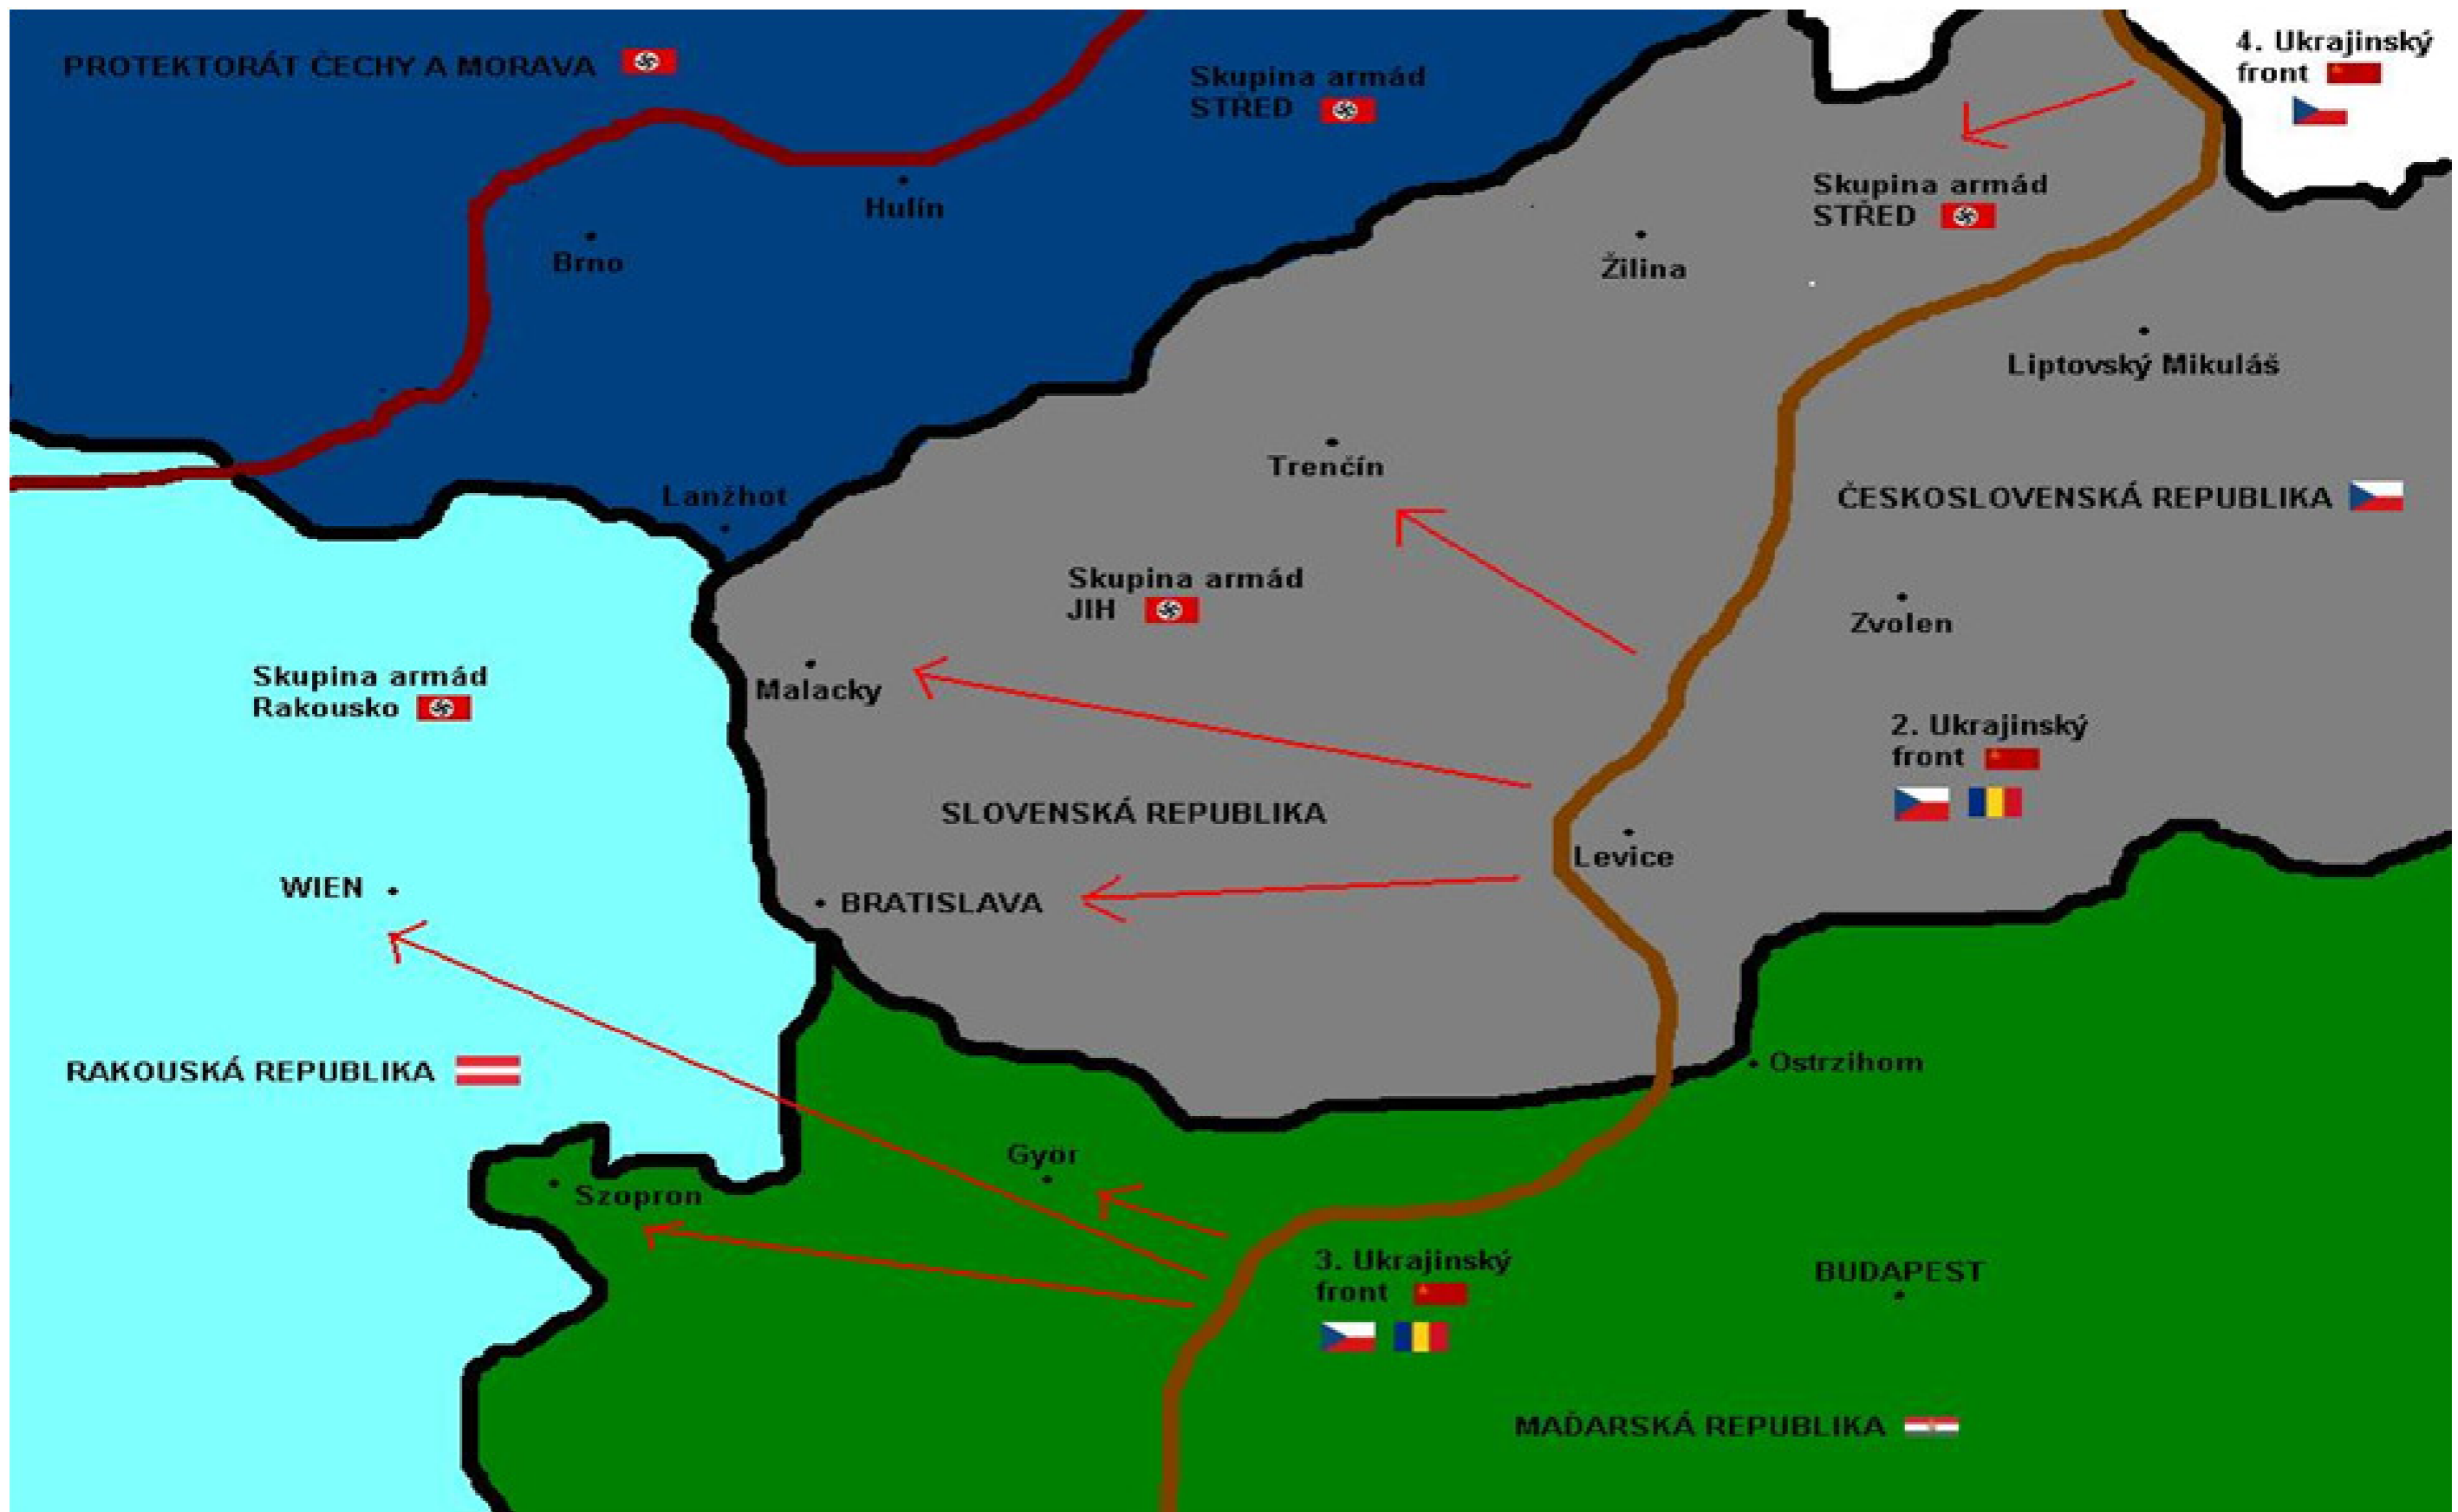 PROTEKTORÁT ČECHY A MORAVA
Skupina armád
STŘED
4. Ukrajinský
front
Hulín
Brno
Skupina armád
STŘED
Žilina
Liptovský Mikuláš
Trenčín
Lanžhot
ČESKOSLOVENSKÁ REPUBLIKA
Skupina armád
JIH
Zvolen
Skupina armád
Rakousko
Malacky
2. Ukrajinský
front
SLOVENSKÁ REPUBLIKA
Levice
WIEN
BRATISLAVA
RAKOUSKÁ REPUBLIKA
Ostrzihom
Györ
Szopron
3. Ukrajinský
front
BUDAPEST
MAĎARSKÁ REPUBLIKA